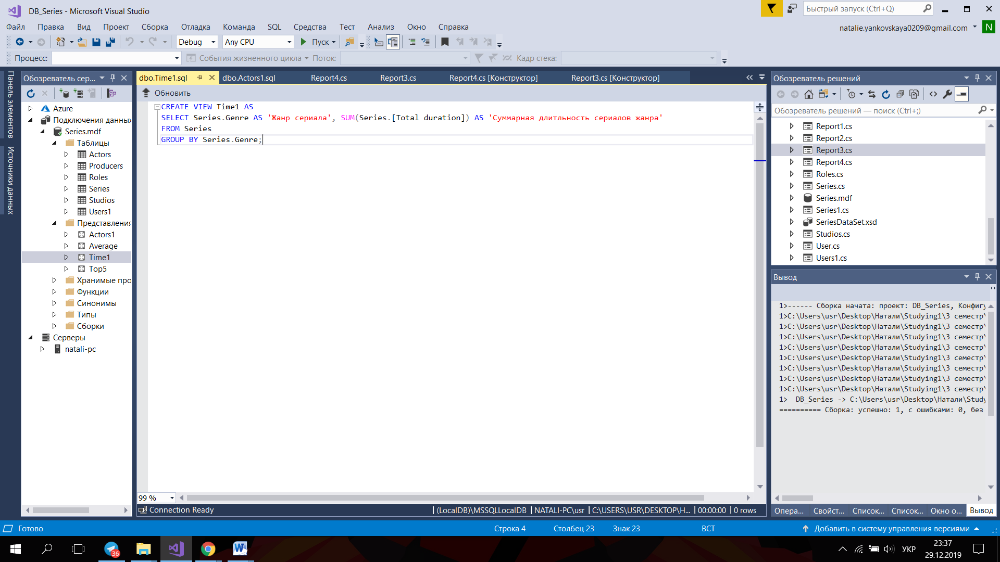 DB_Series - Microsoft Visual Studio
Быстрый запуск (Ctrl+Q)
Файл Правка Вид Проект Сборка Отладка Команда SQL Средства Тест Анализ Окно Справка
natalie.yankovskaya0209@gmail.com N
Debug Any CPU Пуск
Процесс: События жизненного цикла Поток: Кадр стека:
Панель элементов
Источники данных
Обозреватель сер...
Azure
Подключения данных
Series.mdf
Таблицы
Actors
Producers
Roles
Series
Studios
Users1
Представления
Actors1
Average
Time1
Top5
Хранимые про
Функции
Синонимы
Типы
Сборки
Серверы
natali-pc
dbo.Time1.sql dbo.Actors1.sql Report4.cs Report3.cs Report4.cs [Конструктор] Report3.cs [Конструктор]
Обновить
CREATE VIEW Time1 AS
SELECT Series.Genre AS 'Жанр сериала', SUM(Series.[Total duration]) AS 'Суммарная длитльность сериалов жанра'
FROM Series
GROUP BY Series.Genre;
99 %
Connection Ready (LocalDB)\MSSQLLocalDB NATALI-PC\usr C:\USERS\USR\DESKTOP\Н... 00:00:00 0 rows
Обозреватель решений
Обозреватель решений — поиск (Ctrl+;)
Report1.cs
Report2.cs
Report3.cs
Report4.cs
Roles.cs
Series.cs
Series.mdf
Series1.cs
SeriesDataSet.xsd
Studios.cs
User.cs
Users1.cs
Вывод
1>------ Сборка начата: проект: DB_Series, Конфигу
1>C:\Users\usr\Desktop\Натали\Studying1\3 семестр\
1>C:\Users\usr\Desktop\Натали\Studying1\3 семестр\
1>C:\Users\usr\Desktop\Натали\Studying1\3 семестр\
1>C:\Users\usr\Desktop\Натали\Studying1\3 семестр\
1>C:\Users\usr\Desktop\Натали\Studying1\3 семестр\
1>C:\Users\usr\Desktop\Натали\Studying1\3 семестр\
1>C:\Users\usr\Desktop\Натали\Studying1\3 семестр\
1>C:\Users\usr\Desktop\Натали\Studying1\3 семестр\
1> DB_Series -> C:\Users\usr\Desktop\Натали\Study
========== Сборка: успешно: 1, с ошибками: 0, без
Опера... Свойст... Список... Список... Окно о... Вывод
Готово Строка 4 Столбец 23 Знак 23 ВСТ Добавить в систему управления версиями
36 УКР 23:37
29.12.2019